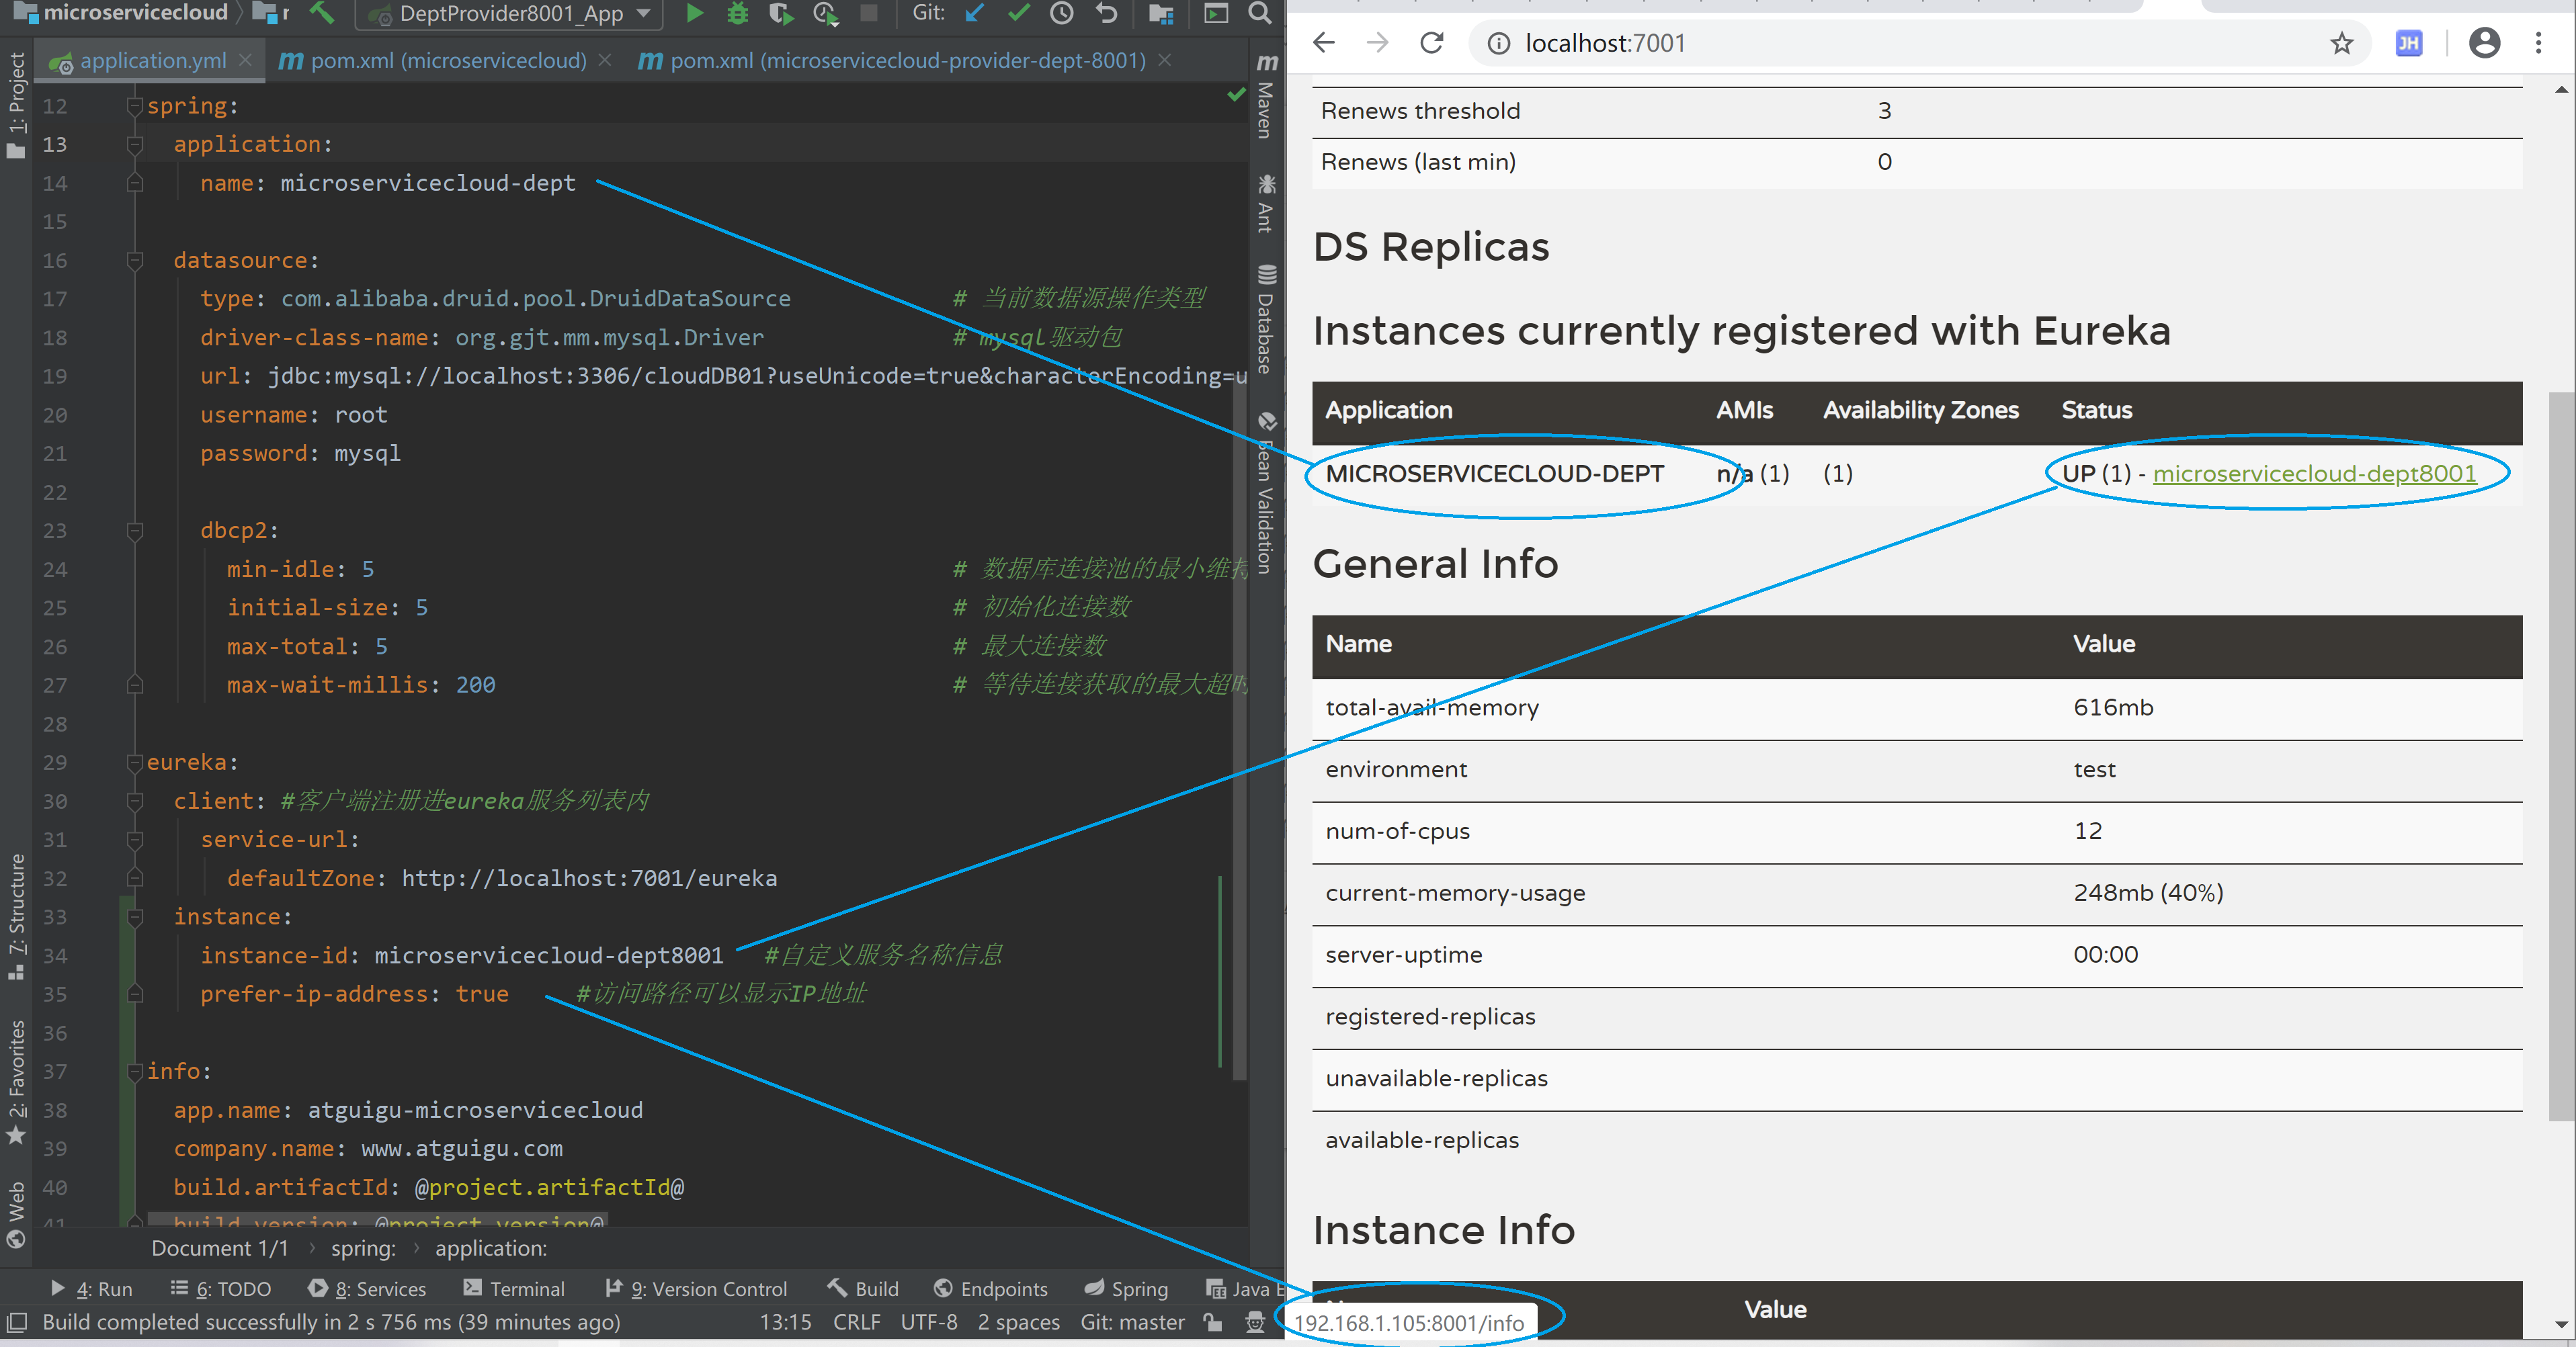 microservicecloud
DeptProvider8001_App
Git:
application.yml
pom.xml (microservicecloud)
pom.xml (microservicecloud-provider-dept-8001)
1: Project
7: Structure
2: Favorites
Web
12 spring:
13 application:
14 name: microservicecloud-dept
15
16 datasource:
17 type: com.alibaba.druid.pool.DruidDataSource # 当前数据源操作类型
18 driver-class-name: org.gjt.mm.mysql.Driver # mysql驱动包
19 url: jdbc:mysql://localhost:3306/cloudDB01?useUnicode=true&characterEncoding=u
20 username: root
21 password: mysql
22
23 dbcp2:
24 min-idle: 5 # 数据库连接池的最小维持
25 initial-size: 5 # 初始化连接数
26 max-total: 5 # 最大连接数
27 max-wait-millis: 200 # 等待连接获取的最大超时
28
29 eureka:
30 client: #客户端注册进eureka服务列表内
31 service-url:
32 defaultZone: http://localhost:7001/eureka
33 instance:
34 instance-id: microservicecloud-dept8001 #自定义服务名称信息
35 prefer-ip-address: true #访问路径可以显示IP地址
36
37 info:
38 app.name: atguigu-microservicecloud
39 company.name: www.atguigu.com
40 build.artifactId: @project.artifactId@
41 build.version: @project.version@
Document 1/1 › spring: › application:
4: Run
6: TODO
8: Services
Terminal
9: Version Control
Build
Endpoints
Spring
Java E
Build completed successfully in 2 s 756 ms (39 minutes ago)
13:15 CRLF UTF-8 2 spaces Git: master
Maven
Ant
Database
Bean Validation
localhost:7001
JH
Renews threshold 3
Renews (last min) 0
DS Replicas
Instances currently registered with Eureka
Application AMIs Availability Zones Status
MICROSERVICECLOUD-DEPT n/a (1) (1) UP (1) - microservicecloud-dept8001
General Info
Name Value
total-avail-memory 616mb
environment test
num-of-cpus 12
current-memory-usage 248mb (40%)
server-uptime 00:00
registered-replicas
unavailable-replicas
available-replicas
Instance Info
Value
192.168.1.105:8001/info